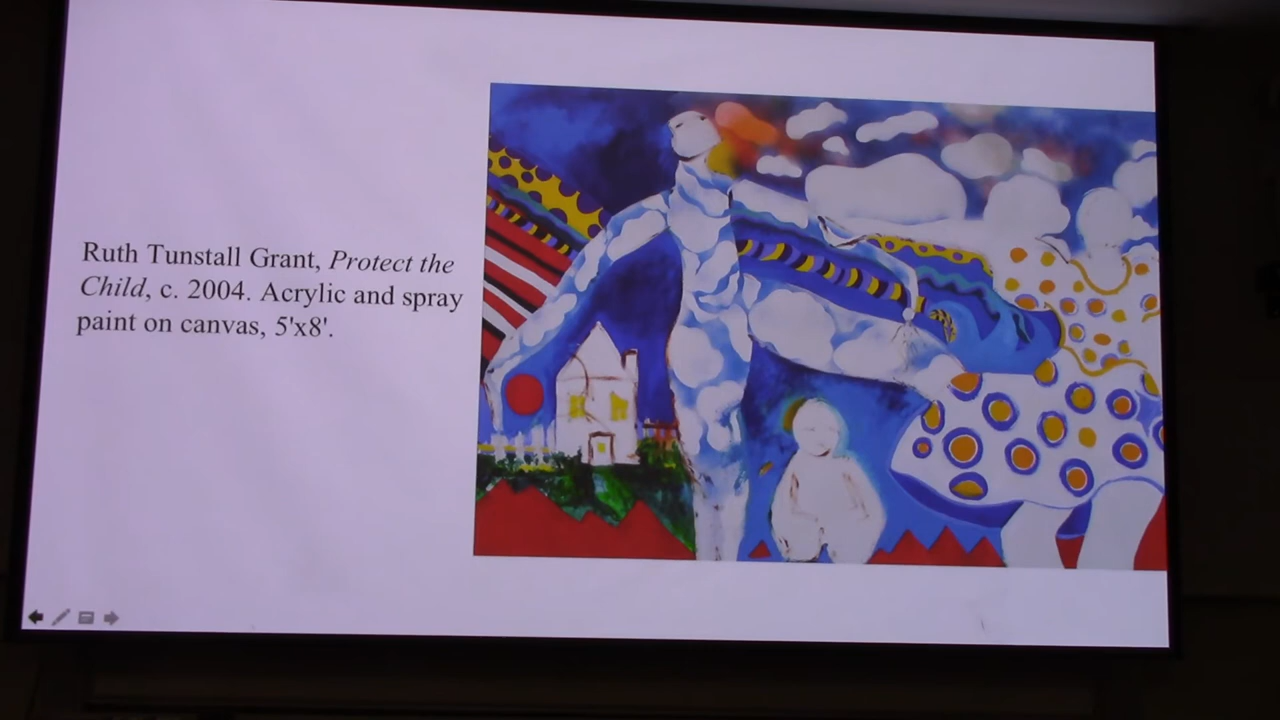 Ruth Tunstall Grant, Protect the
Child, c. 2004. Acrylic and spray
paint on canvas, 5'x8'.